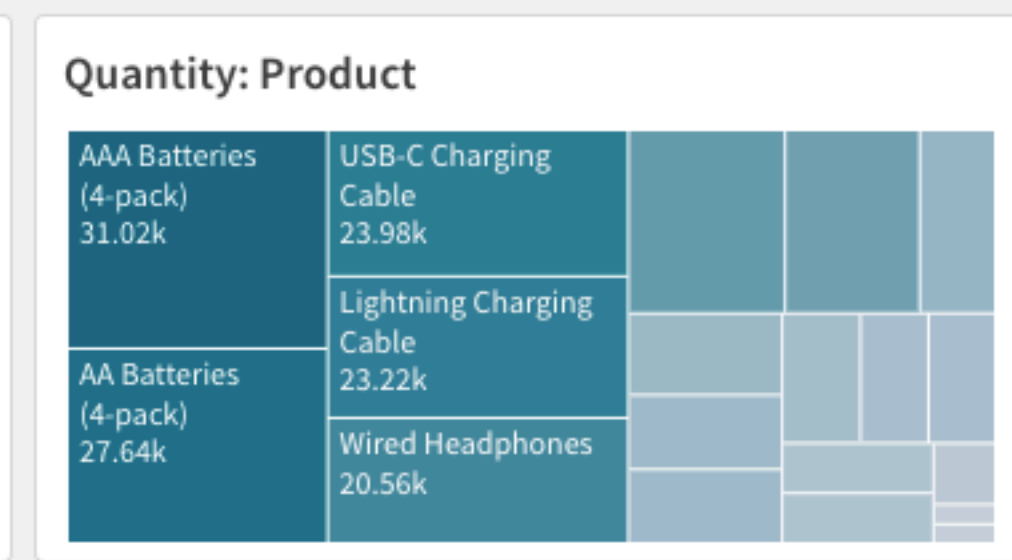 Quantity: Product
AAA Batteries
(4-pack)
31.02k
AA Batteries
(4-pack)
27.64k
USB-C Charging
Cable
23.98k
Lightning Charging
Cable
23.22k
Wired Headphones
20.56k